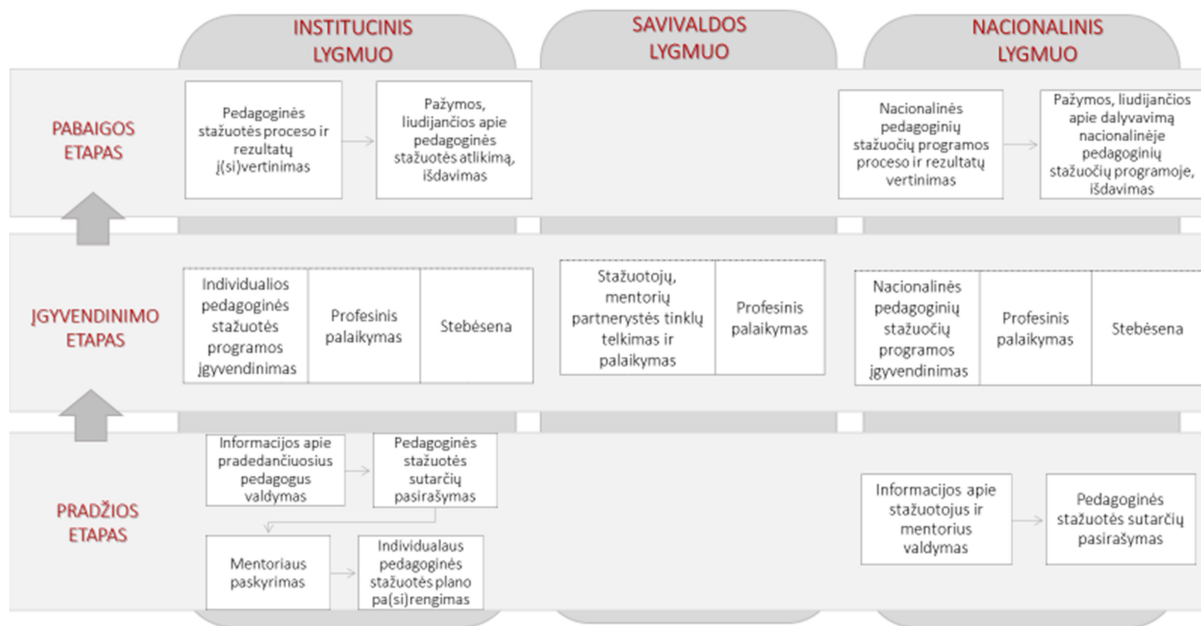 INSTITUCINIS
LYGMUO
SAVIVALDOS
LYGMUO
NACIONALINIS
LYGMUO
PABAIGOS
ETAPAS
Pedagoginės
stažuotės proceso ir
rezultatų
į(si)vertinimas
Pažymos,
liudijančios apie
pedagoginės
stažuotės atlikimą,
išdavimas
Nacionalinės
pedagoginių
stažuočių programos
proceso ir rezultatų
vertinimas
Pažymos, liudijančios
apie dalyvavimą
nacionalinėje
pedagoginių
stažuočių programoje,
išdavimas
ĮGYVENDINIMO
ETAPAS
Individualios
pedagoginės
stažuotės
programos
įgyvendinimas
Profesinis
palaikymas
Stebėsena
Stažuotojų,
mentorių
partnerystės tinklų
telkimas ir
palaikymas
Profesinis
palaikymas
Nacionalinės
pedagoginių
stažuočių
programos
įgyvendinimas
Profesinis
palaikymas
Stebėsena
PRADŽIOS
ETAPAS
Informacijos apie
pradedančiuosius
pedagogus
valdymas
Pedagoginės
stažuotės
sutarčių
pasirašymas
Mentoriaus
paskyrimas
Individualaus
pedagoginės
stažuotės plano
pa(si)rengimas
Informacijos apie
stažuotojus ir
mentorius
valdymas
Pedagoginės
stažuotės sutarčių
pasirašymas